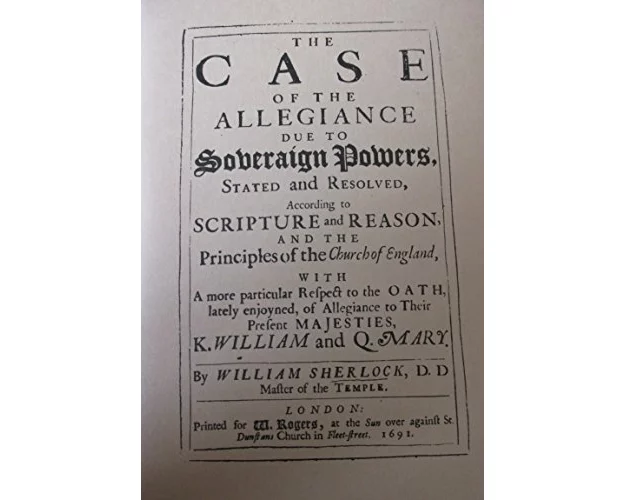 THE
CASE
OF THE
ALLEGIANCE
DUE TO
Soveraign Powers,
STATED and RESOLVED,
According to
SCRIPTURE and REASON,
AND THE
Principles of the Church of England,
WITH
A more particular Reſpect to the OATH,
lately enjoyned, of Allegiance to Their
Preſent MAJESTIES,
K. WILLIAM and Q. MARY.
By WILLIAM SHERLOCK, D. D
Maſter of the TEMPLE.
LONDON:
Printed for W. Rogers, at the Sun over againſt St.
Dunſtans Church in Fleet-ſtreet. 1691.